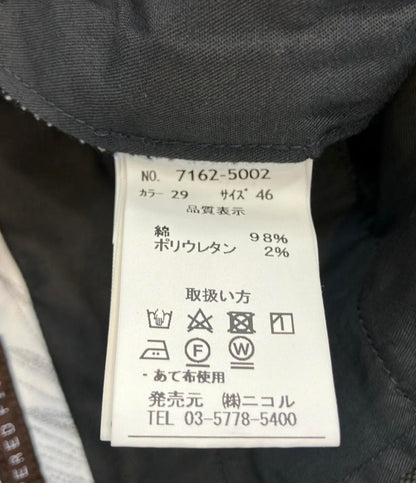 NO. 7162-5002
カラー 29 サイズ 46
品質表示
綿 98%
ポリウレタン 2%
取扱い方
F W
- あて布使用
発売元 ㈱ニコル
TEL 03-5778-5400
ERED F